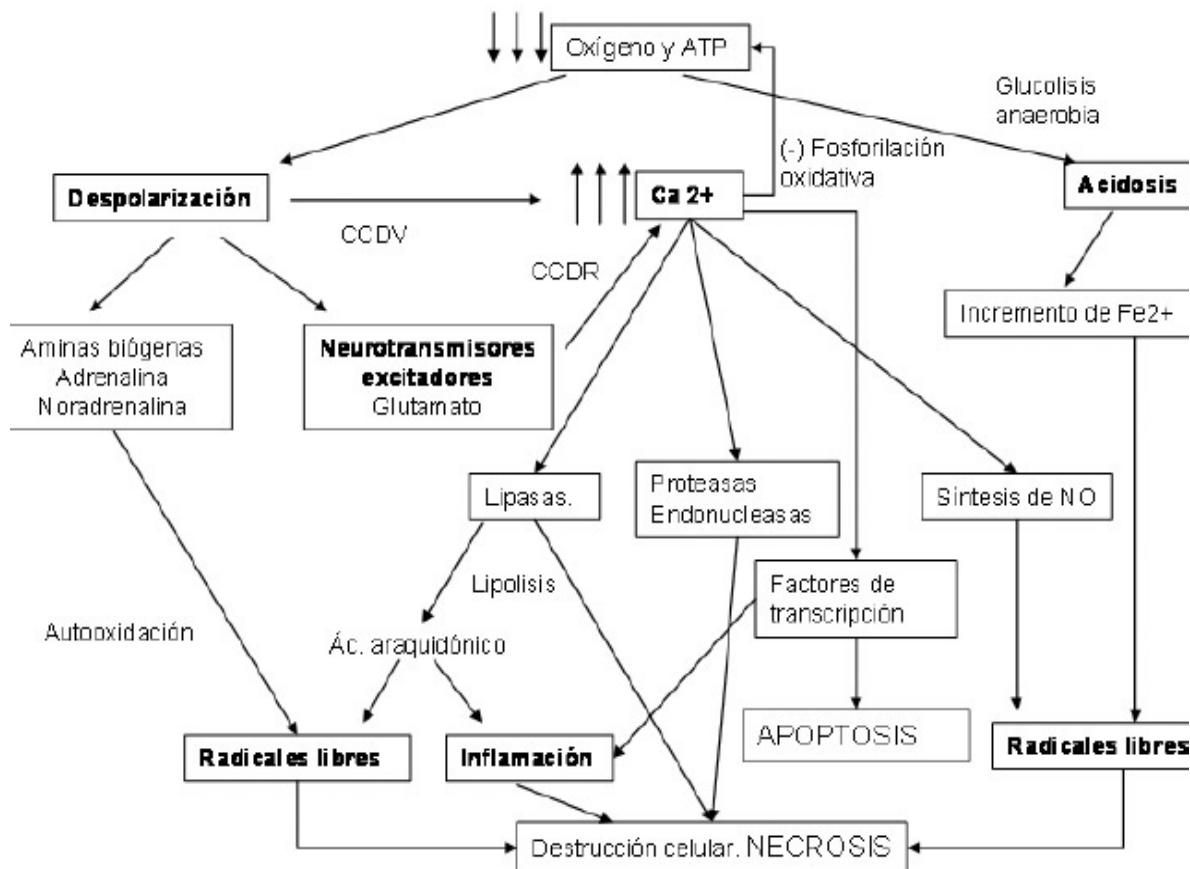 Oxígeno y ATP
Glucolisis
anaerobia
(-) Fosforilación
oxidativa
Despolarización
Ca 2+
Acidosis
CCDV
CCDR
Incremento de Fe2+
Aminas biógenas
Adrenalina
Noradrenalina
Neurotransmisores
excitadores
Glutamato
Lipasas.
Proteasas
Endonucleasas
Síntesis de NO
Lipolisis
Factores de
transcripción
Autooxidación
Ác. araquidónico
APOPTOSIS
Radicales libres
Inflamación
Radicales libres
Destrucción celular. NECROSIS